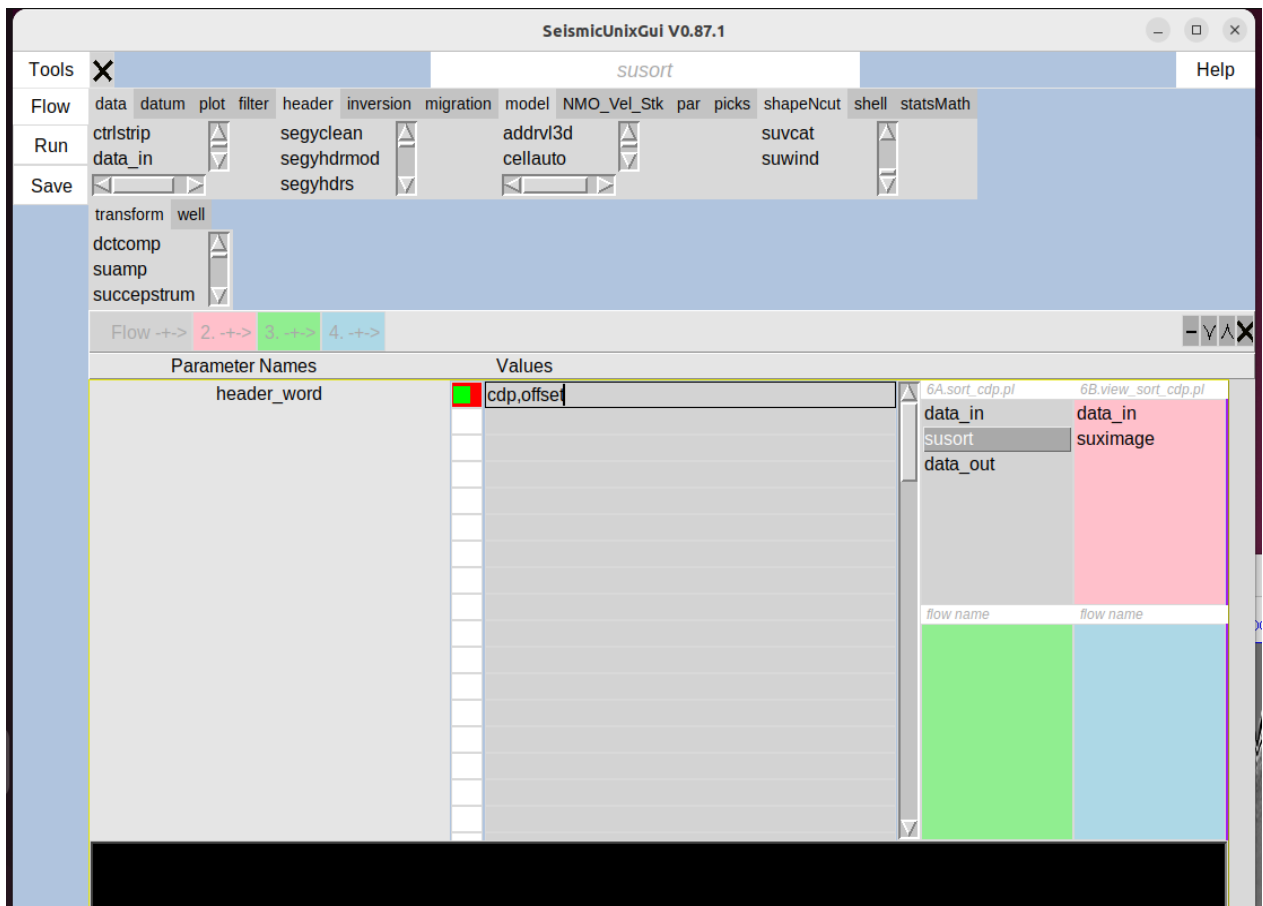 SeismicUnixGui V0.87.1
Tools susort Help
Flow data datum plot filter header inversion migration model NMO_Vel_Stk par picks shapeNcut shell statsMath
ctrlstrip segyclean addrvl3d suvcat
Run
data_in segyhdrmod cellauto suwind
Save segyhdrs
transform well
dctcomp
suamp
succepstrum
Flow -+-> 2. -+-> 3. -+-> 4. -+->
Parameter Names Values
header_word cdp,offset 6A.sort_cdp.pl 6B.view_sort_cdp.pl
data_in data_in
susort suximage
data_out
flow name flow name